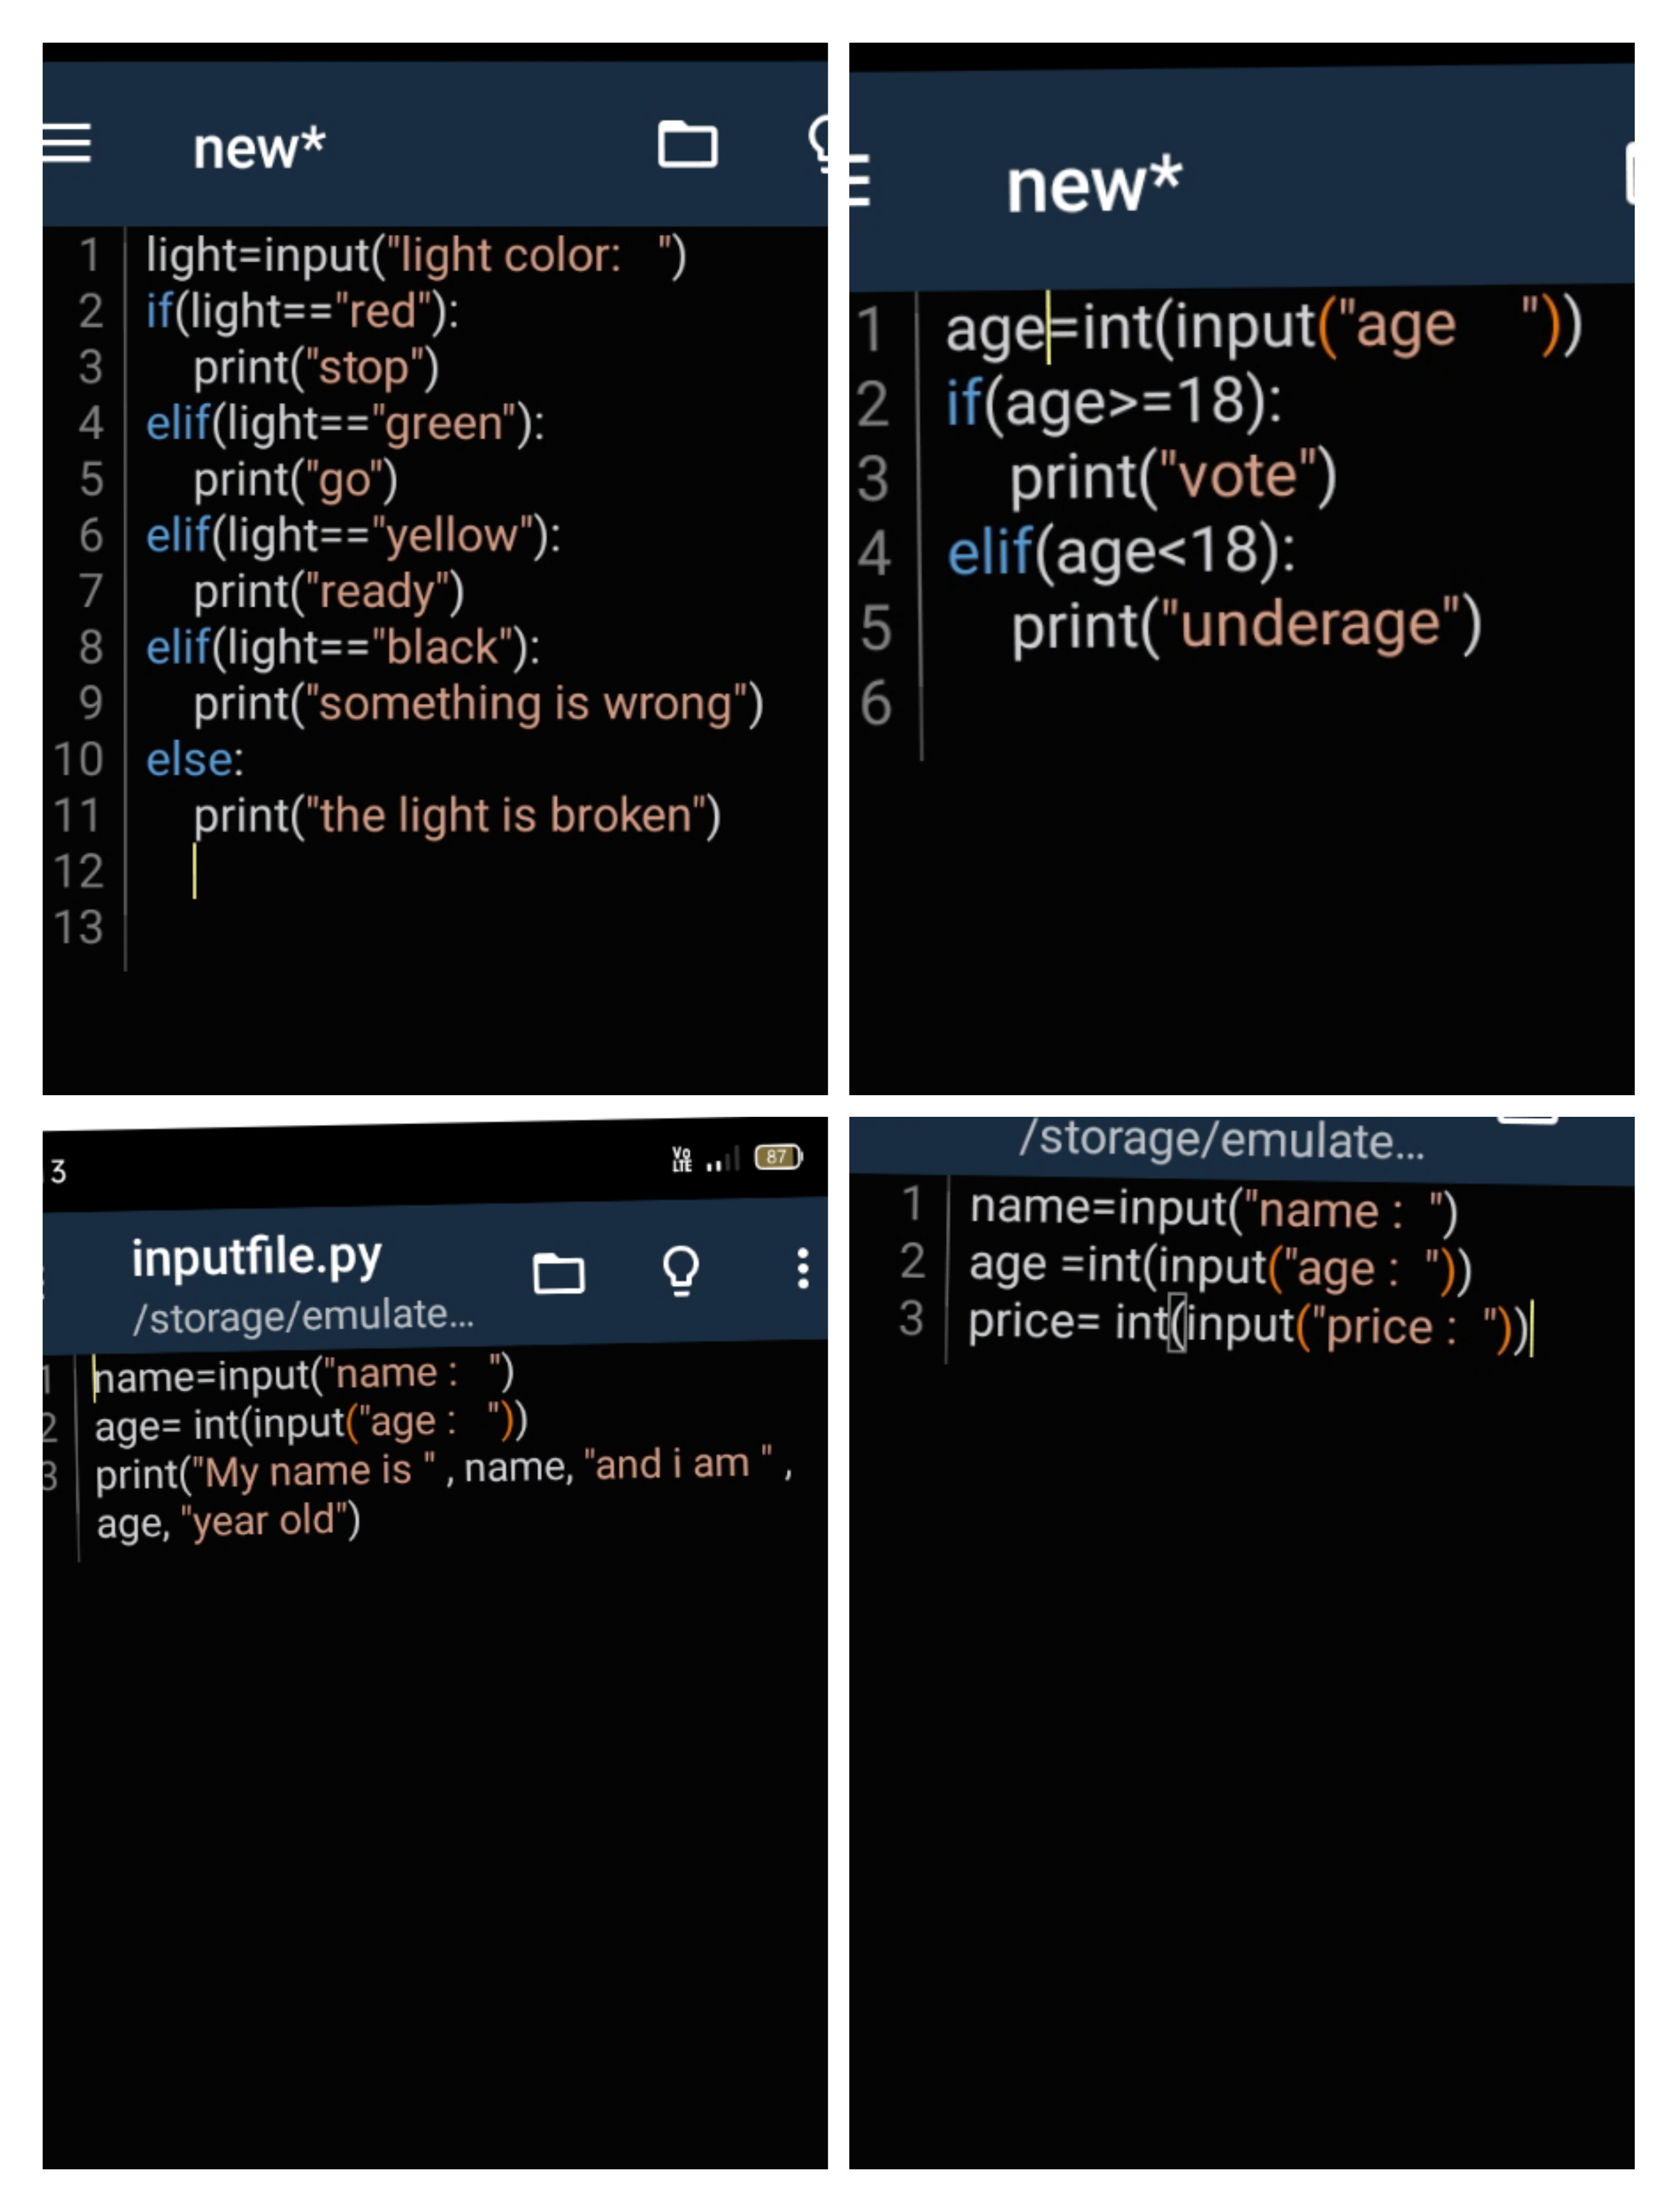 new*
1 light=input("light color:   ")
2 if(light=="red"):
3     print("stop")
4 elif(light=="green"):
5     print("go")
6 elif(light=="yellow"):
7     print("ready")
8 elif(light=="black"):
9     print("something is wrong")
10 else:
11     print("the light is broken")
12
13
new*
1 age=int(input("age    "))
2 if(age>=18):
3     print("vote")
4 elif(age<18):
5     print("underage")
6
3 Vo LTE 87
inputfile.py
/storage/emulate...
1 name=input("name :   ")
2 age= int(input("age :   "))
3 print("My name is " , name, "and i am " ,
age, "year old")
/storage/emulate...
1 name=input("name :  ")
2 age =int(input("age :  "))
3 price= int(input("price :  "))